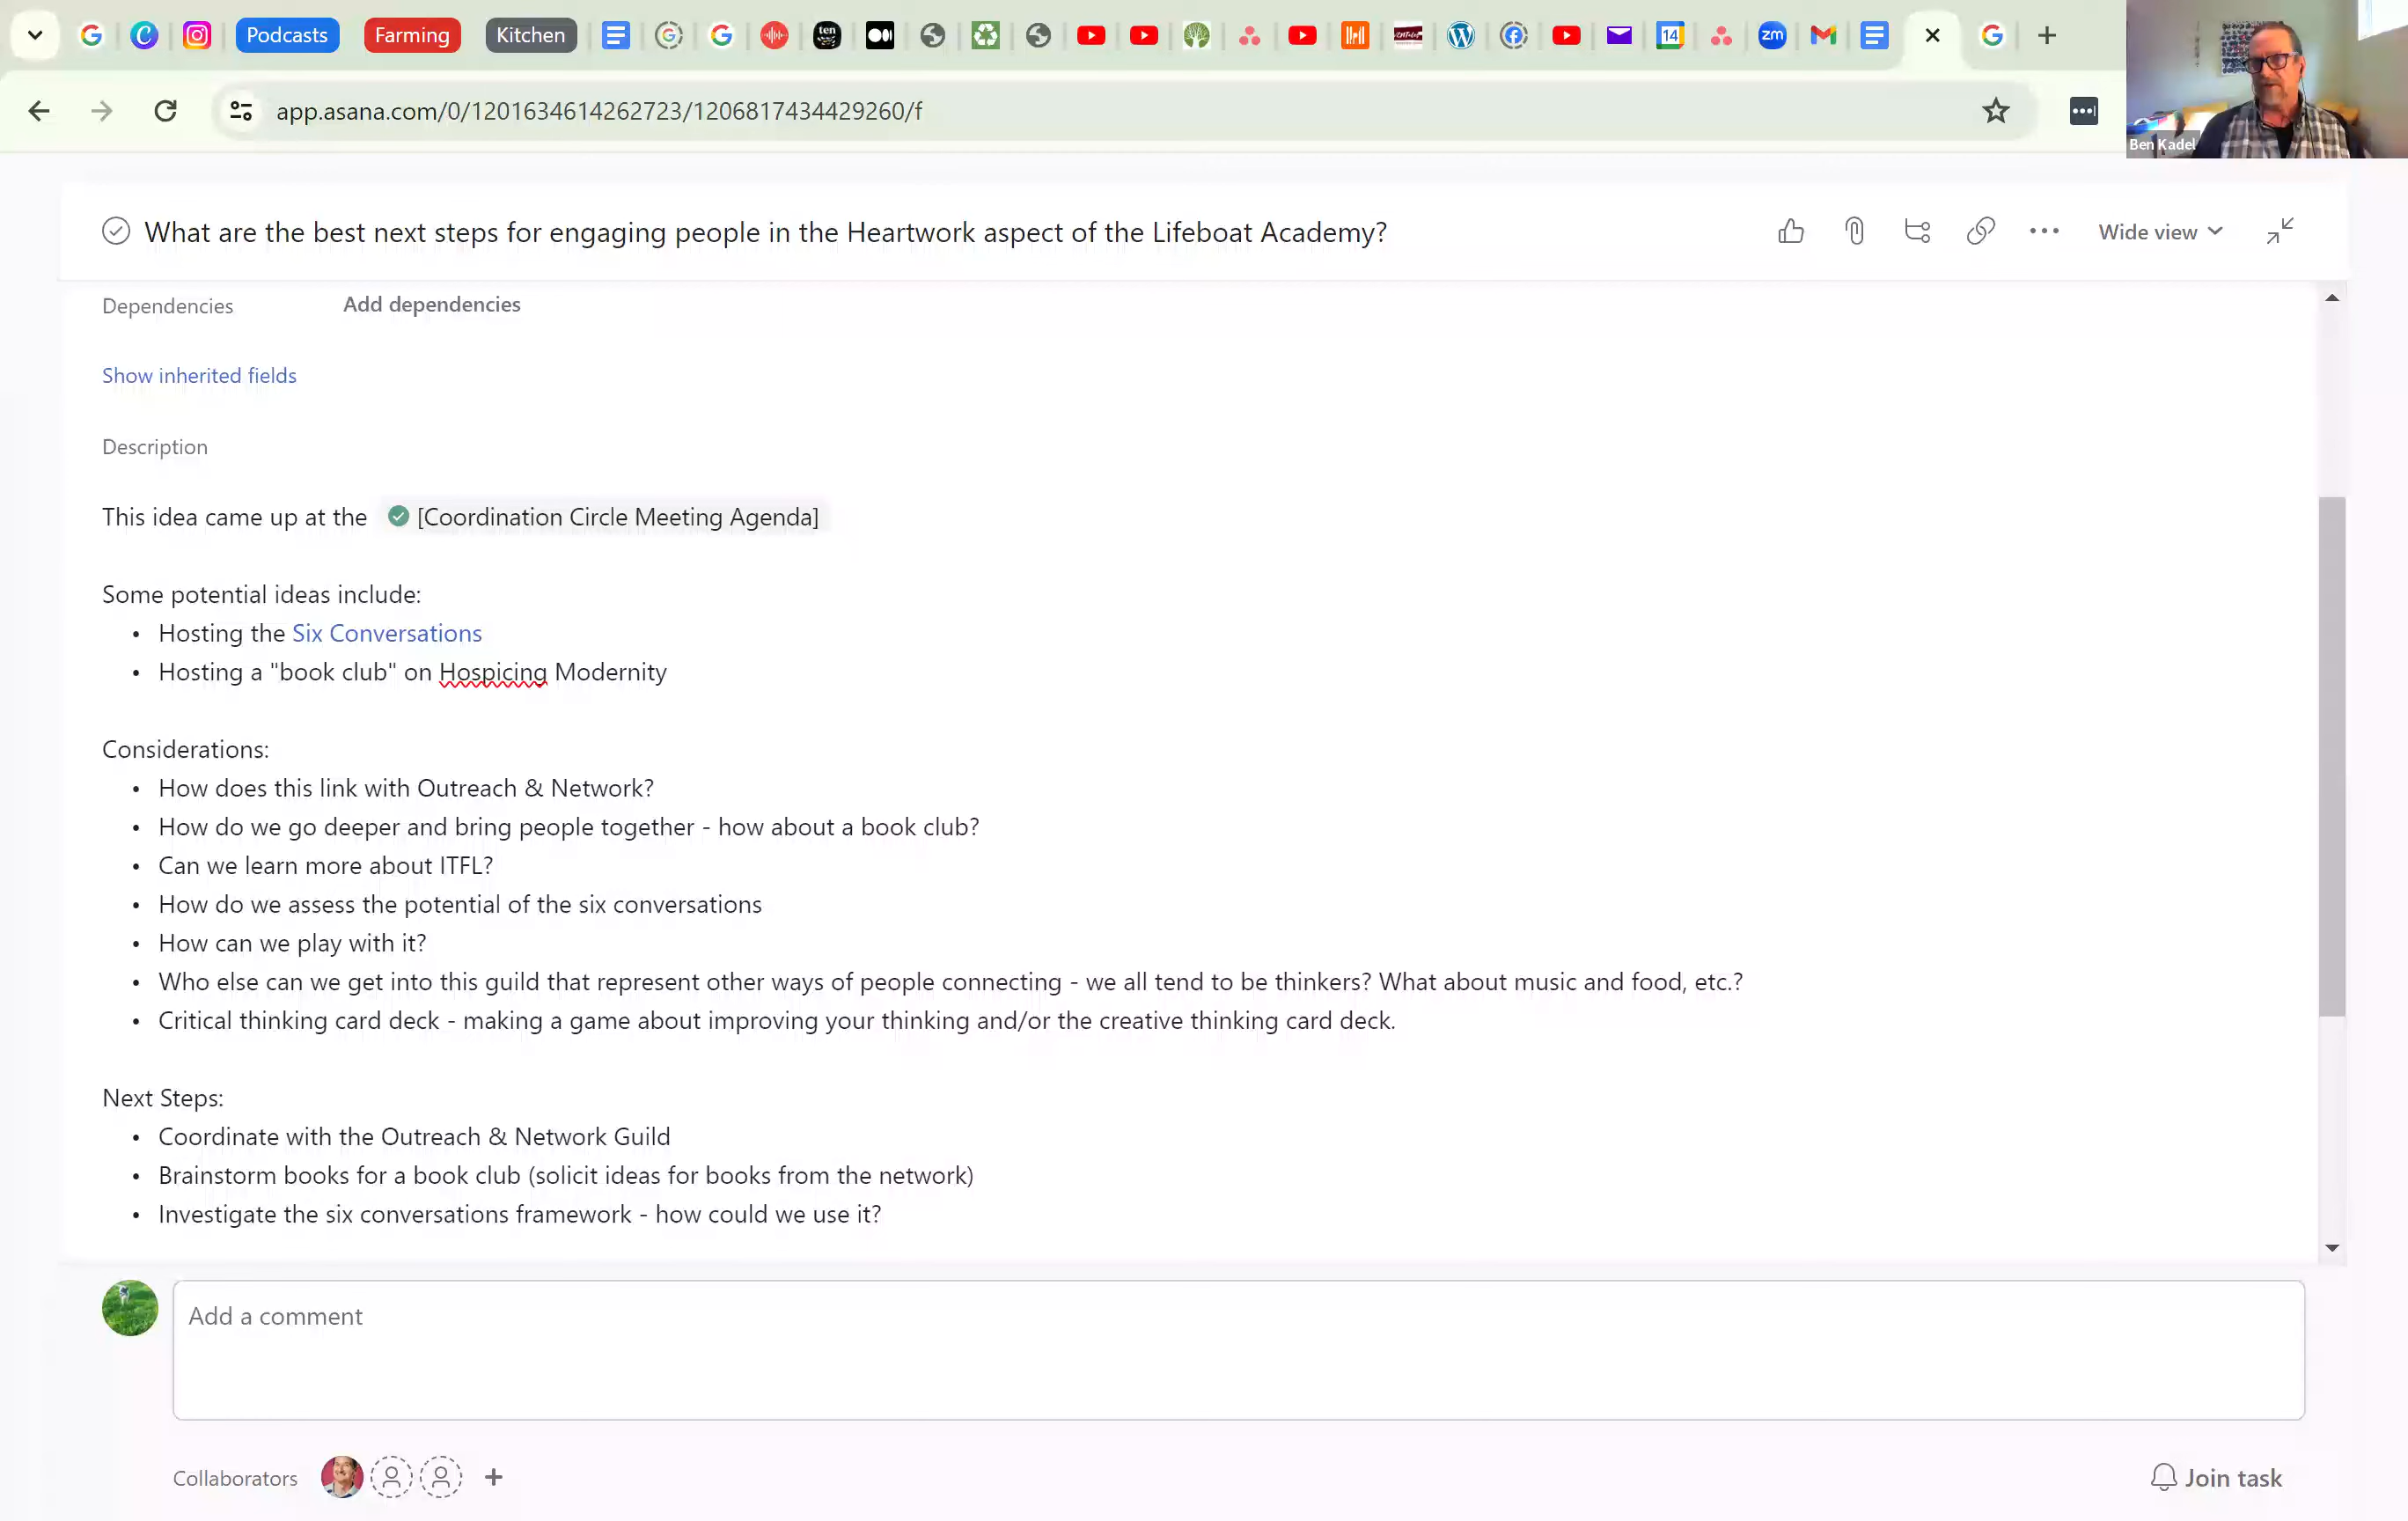 Podcasts
Farming
Kitchen
ten
14
zm
app.asana.com/0/1201634614262723/1206817434429260/f
Ben Kadel
What are the best next steps for engaging people in the Heartwork aspect of the Lifeboat Academy?
Wide view
Dependencies
Add dependencies
Show inherited fields
Description
This idea came up at the [Coordination Circle Meeting Agenda]
Some potential ideas include:
• Hosting the Six Conversations
• Hosting a "book club" on Hospicing Modernity
Considerations:
• How does this link with Outreach & Network?
• How do we go deeper and bring people together - how about a book club?
• Can we learn more about ITFL?
• How do we assess the potential of the six conversations
• How can we play with it?
• Who else can we get into this guild that represent other ways of people connecting - we all tend to be thinkers? What about music and food, etc.?
• Critical thinking card deck - making a game about improving your thinking and/or the creative thinking card deck.
Next Steps:
• Coordinate with the Outreach & Network Guild
• Brainstorm books for a book club (solicit ideas for books from the network)
• Investigate the six conversations framework - how could we use it?
Add a comment
Collaborators
Join task